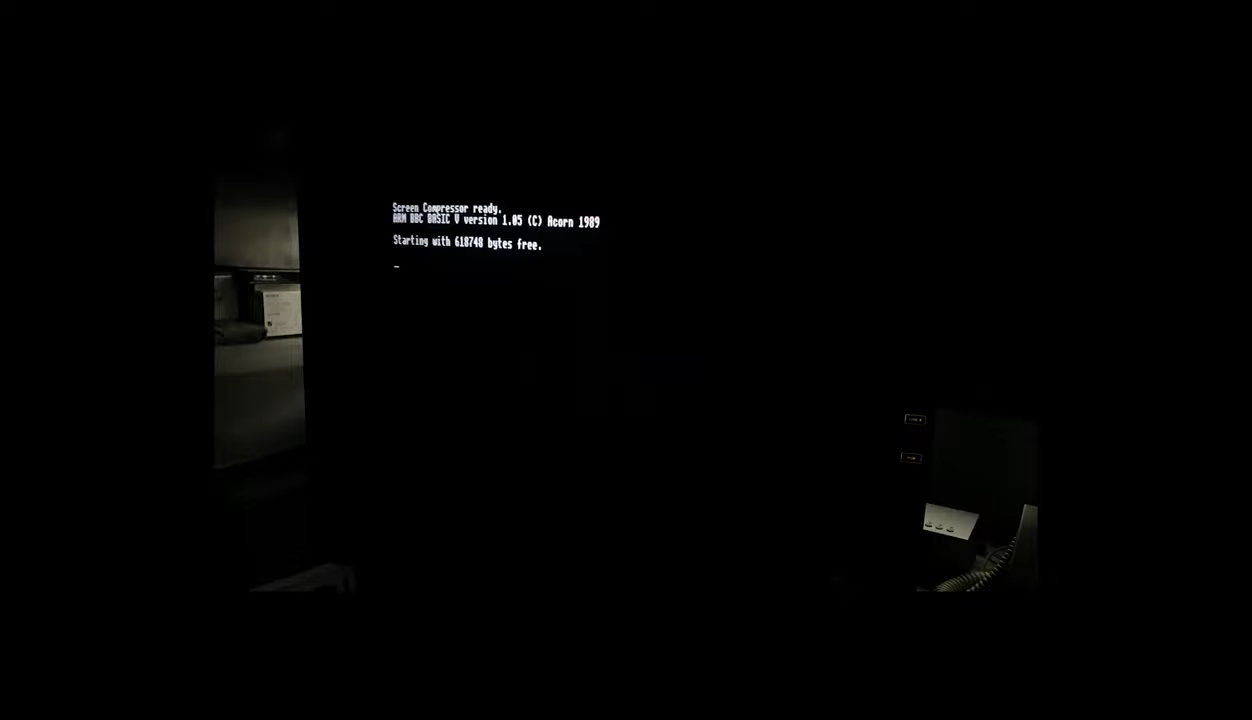 Screen Compressor ready.
ARM BBC BASIC V version 1.05 (C) Acorn 1989
Starting with 618748 bytes free.
_